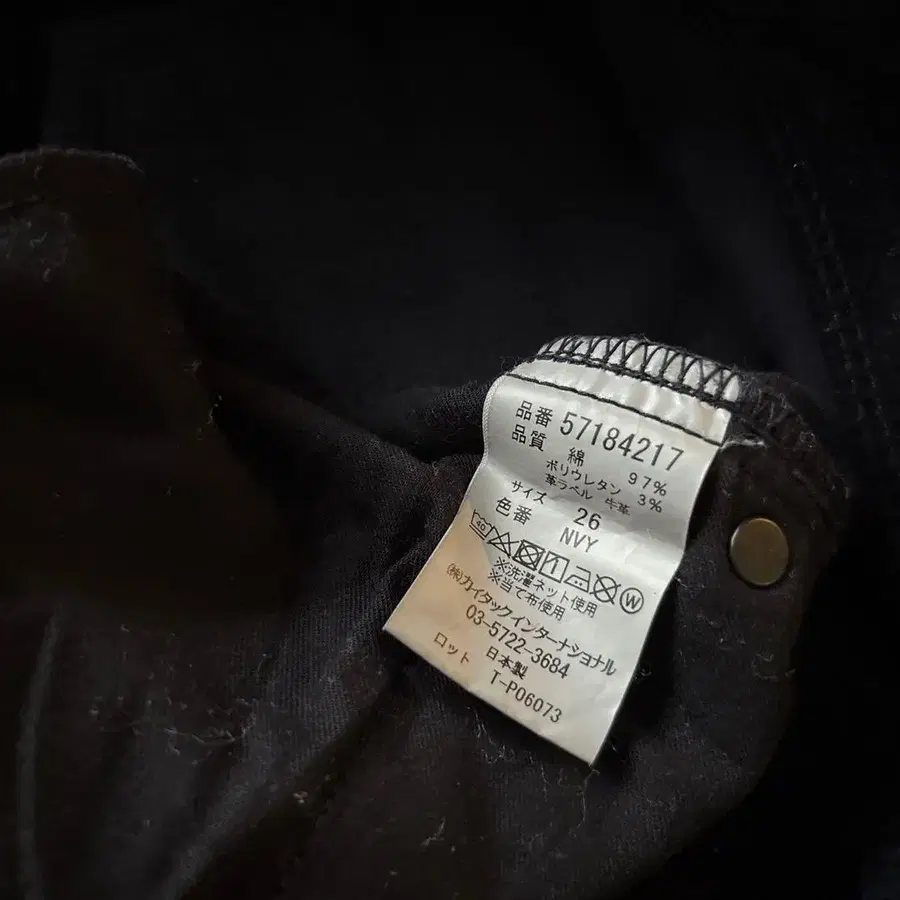 品番 57184217
品質 綿 97%
ポリウレタン 3%
革ラベル 牛革
サイズ 26
色番 NVY
40 W
※洗濯ネット使用
※当て布使用
㈱カイタックインターナショナル
03-5722-3684
日本製
ロット T-P06073